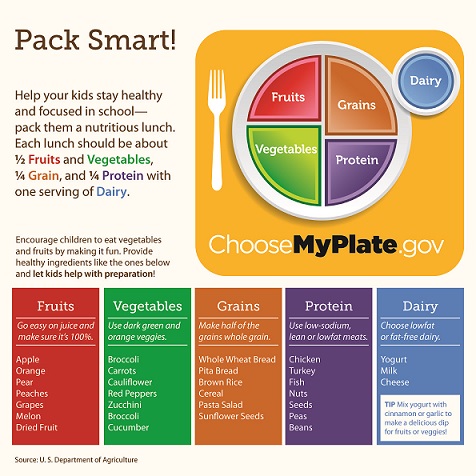 Pack Smart!
Help your kids stay healthy
and focused in school—
pack them a nutritious lunch.
Each lunch should be about
½ Fruits and Vegetables,
¼ Grain, and ¼ Protein with
one serving of Dairy.
Encourage children to eat vegetables
and fruits by making it fun. Provide
healthy ingredients like the ones below
and let kids help with preparation!
Fruits
Grains
Vegetables
Protein
Dairy
ChooseMyPlate.gov
Fruits
Go easy on juice and
make sure it's 100%.
Apple
Orange
Pear
Peaches
Grapes
Melon
Dried Fruit
Vegetables
Use dark green and
orange veggies.
Broccoli
Carrots
Cauliflower
Red Peppers
Zucchini
Broccoli
Cucumber
Grains
Make half of the
grains whole grain.
Whole Wheat Bread
Pita Bread
Brown Rice
Cereal
Pasta Salad
Sunflower Seeds
Protein
Use low-sodium,
lean or lowfat meats.
Chicken
Turkey
Fish
Nuts
Seeds
Peas
Beans
Dairy
Choose lowfat
or fat-free dairy.
Yogurt
Milk
Cheese
TIP Mix yogurt with
cinnamon or garlic to
make a delicious dip
for fruits or veggies!
Source: U. S. Department of Agriculture